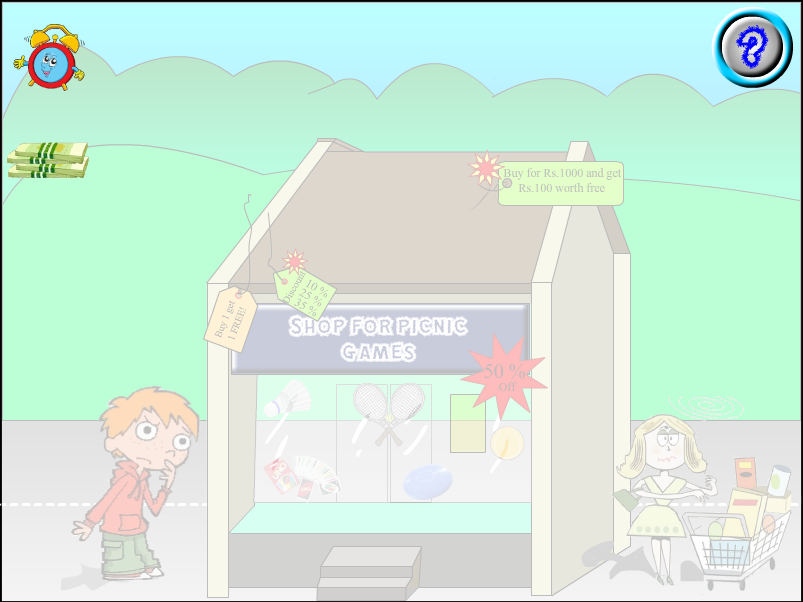 Buy for Rs.1000 and get
Rs.100 worth free
Discount
10 %
25 %
35 %
Buy 1 get
1 FREE!
SHOP FOR PICNIC
GAMES
50 %
Off